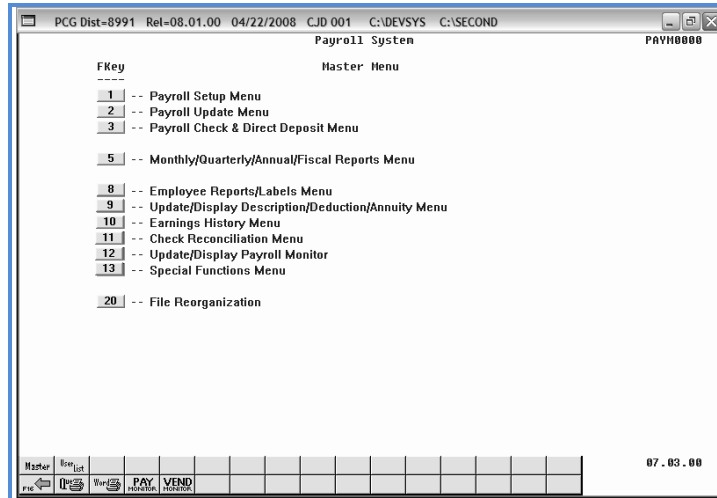 PCG Dist=8991 Rel=08.01.00 04/22/2008 CJD 001 C:\DEVSYS C:\SECOND
Payroll System PAYM0000
FKey Master Menu
----
1 -- Payroll Setup Menu
2 -- Payroll Update Menu
3 -- Payroll Check & Direct Deposit Menu
5 -- Monthly/Quarterly/Annual/Fiscal Reports Menu
8 -- Employee Reports/Labels Menu
9 -- Update/Display Description/Deduction/Annuity Menu
10 -- Earnings History Menu
11 -- Check Reconciliation Menu
12 -- Update/Display Payroll Monitor
13 -- Special Functions Menu
20 -- File Reorganization
Master User List 07.03.00
F16 Que Word PAY MONITOR VEND MONITOR